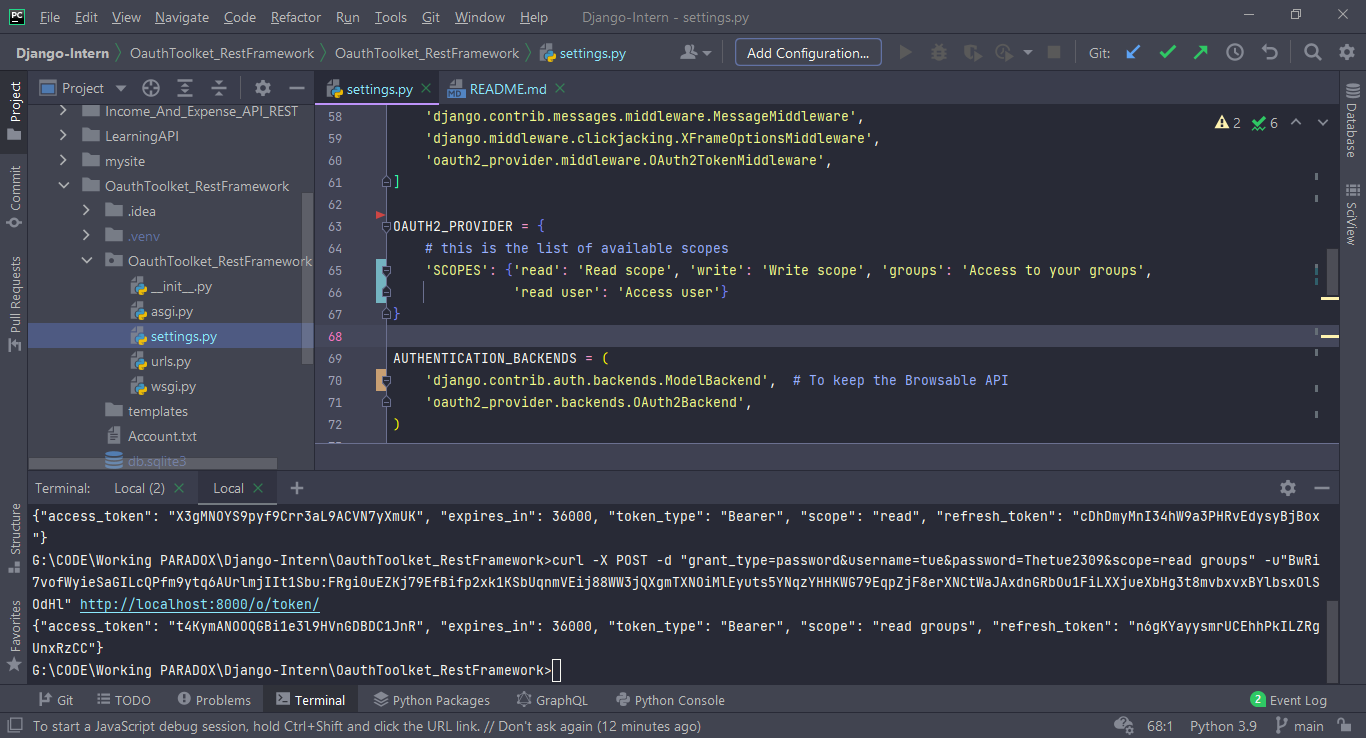 PC File Edit View Navigate Code Refactor Run Tools Git Window Help Django-Intern - settings.py
Django-Intern OauthToolket_RestFramework OauthToolket_RestFramework settings.py Add Configuration... Git:
Project
Commit
Pull Requests
Structure
Favorites
Project
Income_And_Expense_API_REST
LearningAPI
mysite
OauthToolket_RestFramework
.idea
.venv
OauthToolket_RestFramework
__init__.py
asgi.py
settings.py
urls.py
wsgi.py
templates
Account.txt
db.sqlite3
settings.py README.md
2 6
58 'django.contrib.messages.middleware.MessageMiddleware',
59 'django.middleware.clickjacking.XFrameOptionsMiddleware',
60 'oauth2_provider.middleware.OAuth2TokenMiddleware',
61 ]
62
63 OAUTH2_PROVIDER = {
64 # this is the list of available scopes
65 'SCOPES': {'read': 'Read scope', 'write': 'Write scope', 'groups': 'Access to your groups',
66 'read user': 'Access user'}
67 }
68
69 AUTHENTICATION_BACKENDS = (
70 'django.contrib.auth.backends.ModelBackend', # To keep the Browsable API
71 'oauth2_provider.backends.OAuth2Backend',
72 )
Database
SciView
Terminal: Local (2) Local
{"access_token": "X3gMNOYS9pyf9Crr3aL9ACVN7yXmUK", "expires_in": 36000, "token_type": "Bearer", "scope": "read", "refresh_token": "cDhDmyMnI34hW9a3PHRvEdysyBjBox
"}
G:\CODE\Working PARADOX\Django-Intern\OauthToolket_RestFramework>curl -X POST -d "grant_type=password&username=tue&password=Thetue2309&scope=read groups" -u"BwRi
7vofWyieSaGILcQPfm9ytq6AUrlmjIIt1Sbu:FRgi0uEZKj79EfBifp2xk1KSbUqnmVEij88WW3jQXgmTXNOiMlEyuts5YNqzYHHKWG79EqpZjF8erXNCtWaJAxdnGRbOu1FiLXXjueXbHg3t8mvbxvxBYlbsxOlS
OdHl" http://localhost:8000/o/token/
{"access_token": "t4KymANOOQGBi1e3l9HVnGDBDC1JnR", "expires_in": 36000, "token_type": "Bearer", "scope": "read groups", "refresh_token": "n6gKYayysmrUCEhhPkILZRg
UnxRzCC"}
G:\CODE\Working PARADOX\Django-Intern\OauthToolket_RestFramework>
Git TODO Problems Terminal Python Packages GraphQL Python Console 2 Event Log
To start a JavaScript debug session, hold Ctrl+Shift and click the URL link. // Don't ask again (12 minutes ago) 68:1 Python 3.9 main